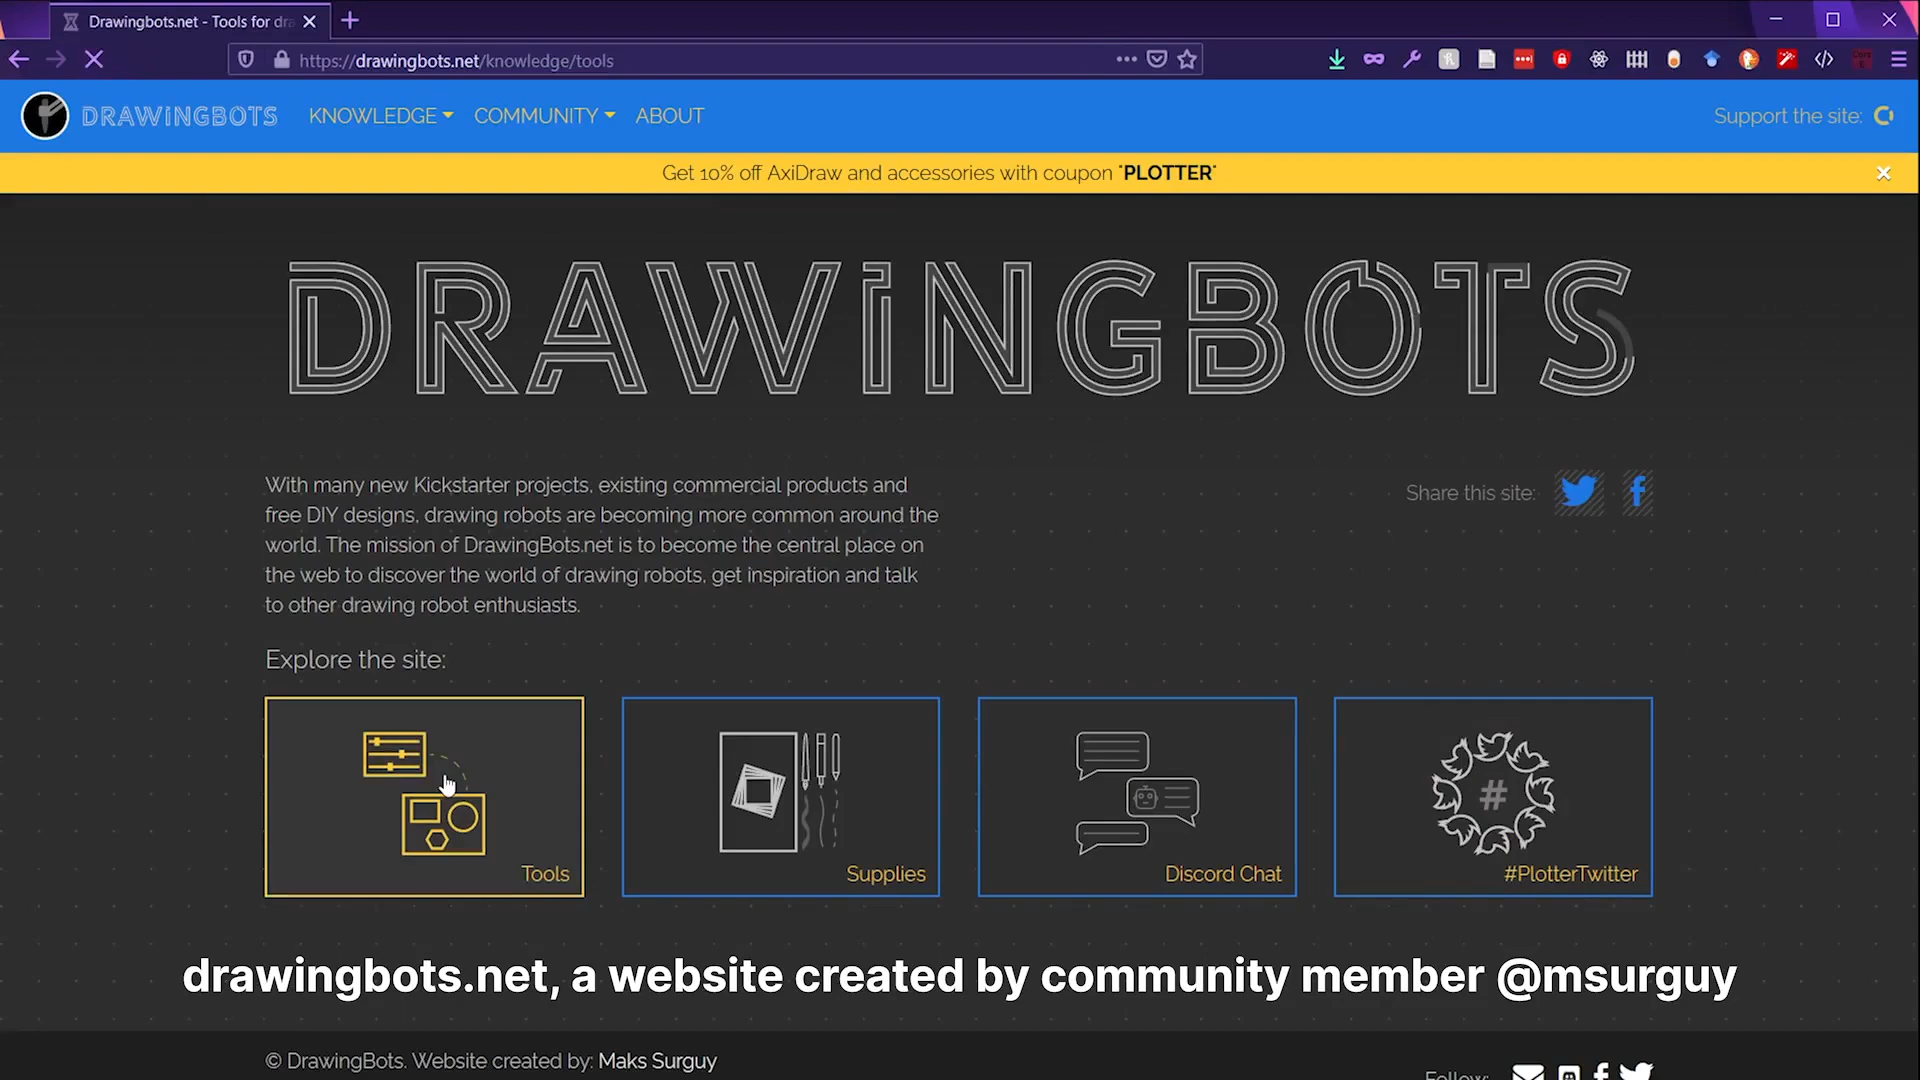 Drawingbots.net - Tools for dra
https://drawingbots.net/knowledge/tools
DRAWiNGBOTS
KNOWLEDGE
COMMUNITY
ABOUT
Support the site:
Get 10% off AxiDraw and accessories with coupon "PLOTTER"
DRAWiNGBOTS
With many new Kickstarter projects, existing commercial products and
free DIY designs, drawing robots are becoming more common around the
world. The mission of DrawingBots.net is to become the central place on
the web to discover the world of drawing robots, get inspiration and talk
to other drawing robot enthusiasts.
Share this site:
Explore the site:
Tools
Supplies
Discord Chat
#
#PlotterTwitter
drawingbots.net, a website created by community member @msurguy
© DrawingBots. Website created by: Maks Surguy
Follow: